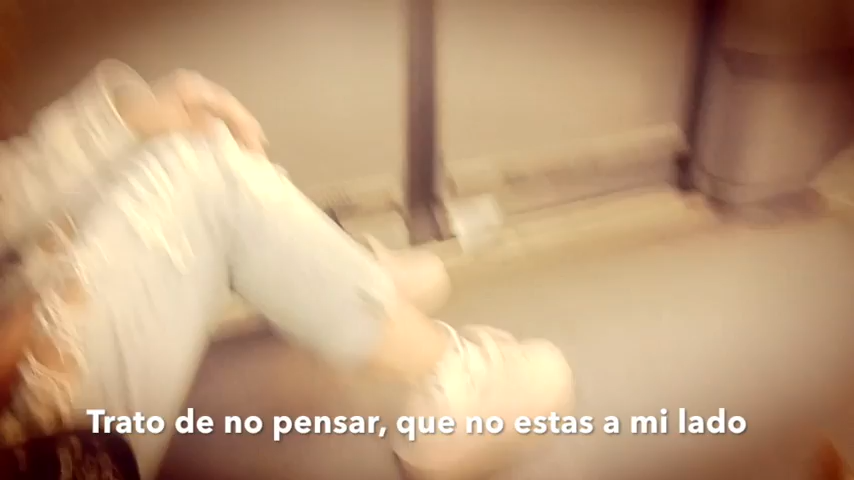 Trato de no pensar, que no estas a mi lado